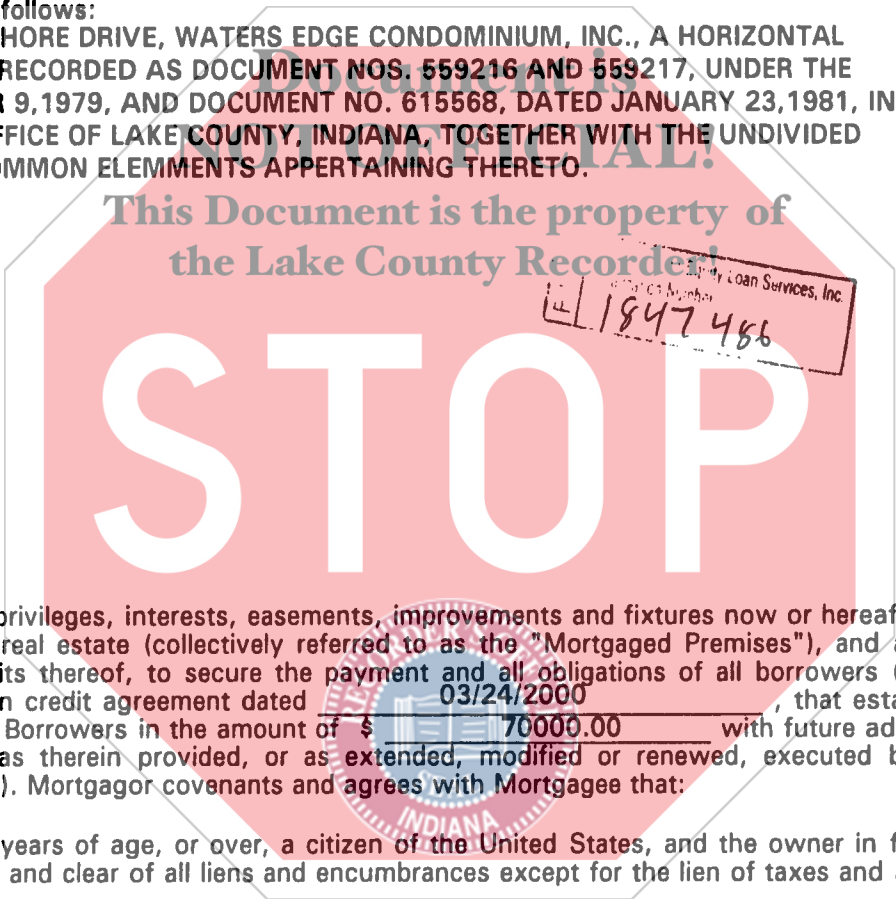 follows:
HORE DRIVE, WATERS EDGE CONDOMINIUM, INC., A HORIZONTAL
RECORDED AS DOCUMENT NOS. 559216 AND 559217, UNDER THE
9,1979, AND DOCUMENT NO. 615568, DATED JANUARY 23,1981, IN
FFICE OF LAKE COUNTY, INDIANA, TOGETHER WITH THE UNDIVIDED
OMMON ELEMMENTS APPERTAINING THERETO.
Document is
NOT OFFICIAL!
This Document is the property of
the Lake County Recorder!
Loan Services, Inc.
Number
1847486
STOP
privileges, interests, easements, improvements and fixtures now or hereaf
real estate (collectively referred to as the "Mortgaged Premises"), and a
its thereof, to secure the payment and all obligations of all borrowers (
n credit agreement dated 03/24/2000 , that esta
Borrowers in the amount of $ 70000.00 with future ad
as therein provided, or as extended, modified or renewed, executed b
). Mortgagor covenants and agrees with Mortgagee that:
INDIANA
years of age, or over, a citizen of the United States, and the owner in f
and clear of all liens and encumbrances except for the lien of taxes and